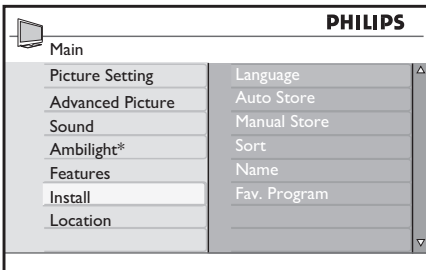 PHILIPS
Main
Picture Setting
Advanced Picture
Sound
Ambilight*
Features
Install
Location
Language
Auto Store
Manual Store
Sort
Name
Fav. Program